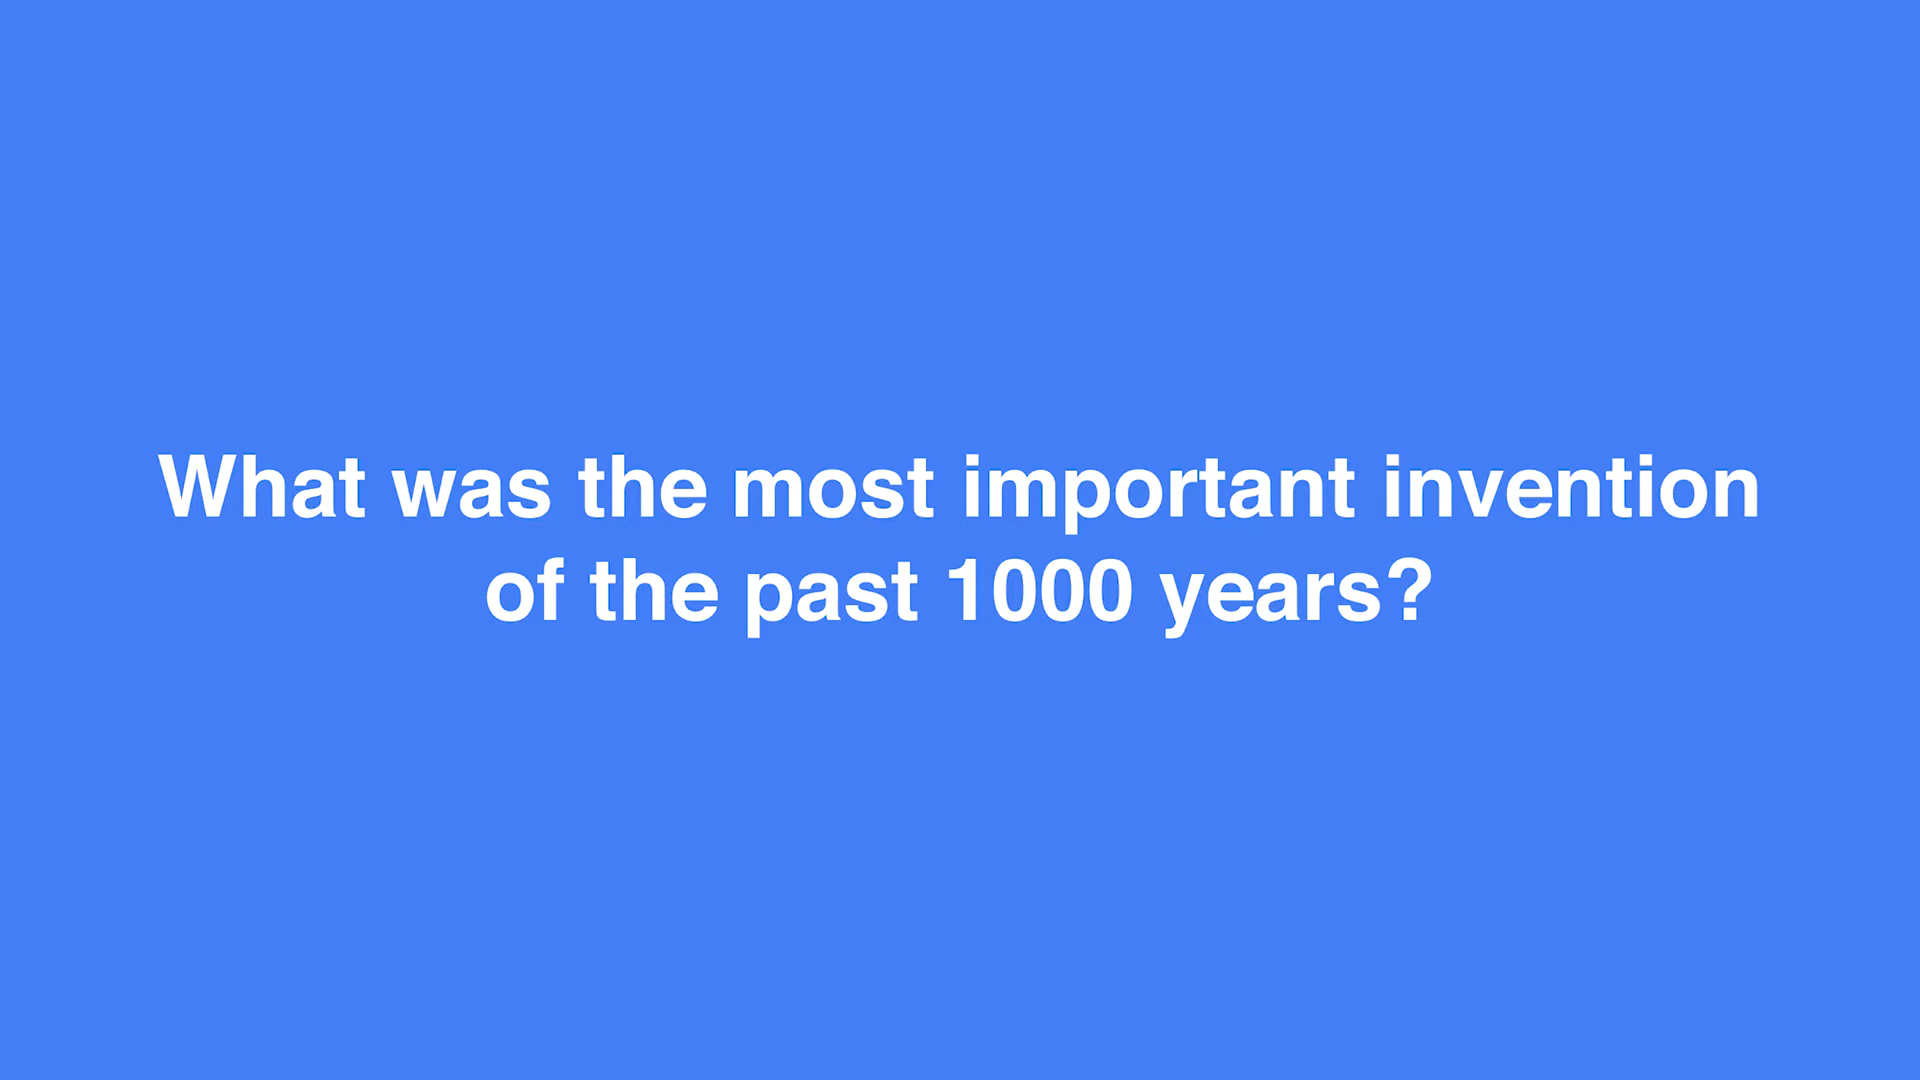 What was the most important invention
of the past 1000 years?